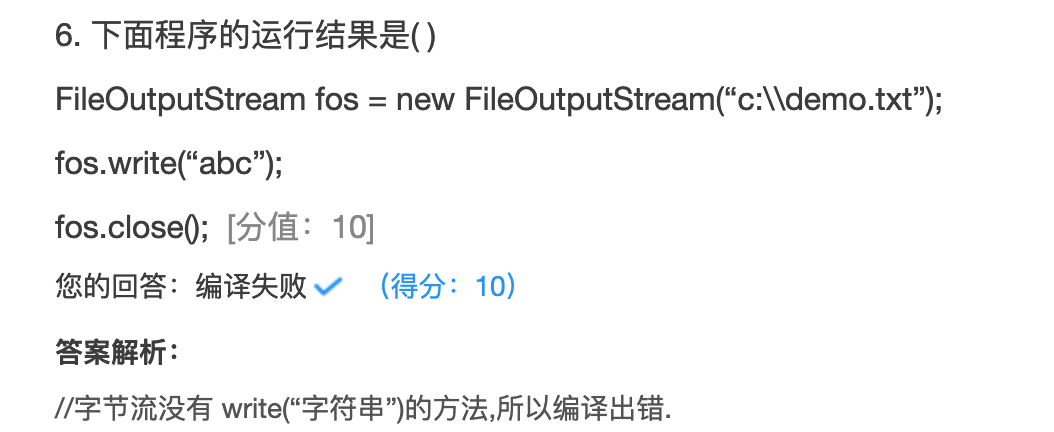 6. 下面程序的运行结果是( )
FileOutputStream fos = new FileOutputStream(“c:\\demo.txt”);
fos.write(“abc”);
fos.close(); [分值：10]
您的回答：编译失败 ✓ （得分：10）
答案解析：
//字节流没有 write(“字符串”)的方法,所以编译出错.